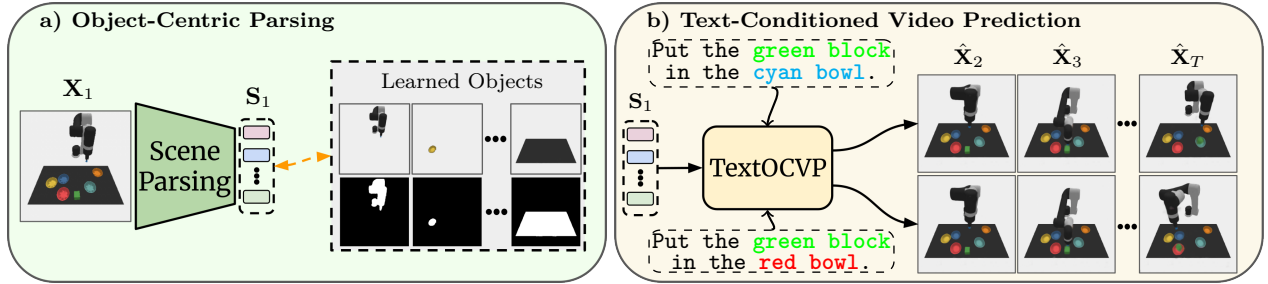 a) Object-Centric Parsing
X₁
S₁
Scene
Parsing
Learned Objects
b) Text-Conditioned Video Prediction
Put the green block
in the cyan bowl.
S₁
TextOCVP
Put the green block
in the red bowl.
X̂₂
X̂₃
X̂_T